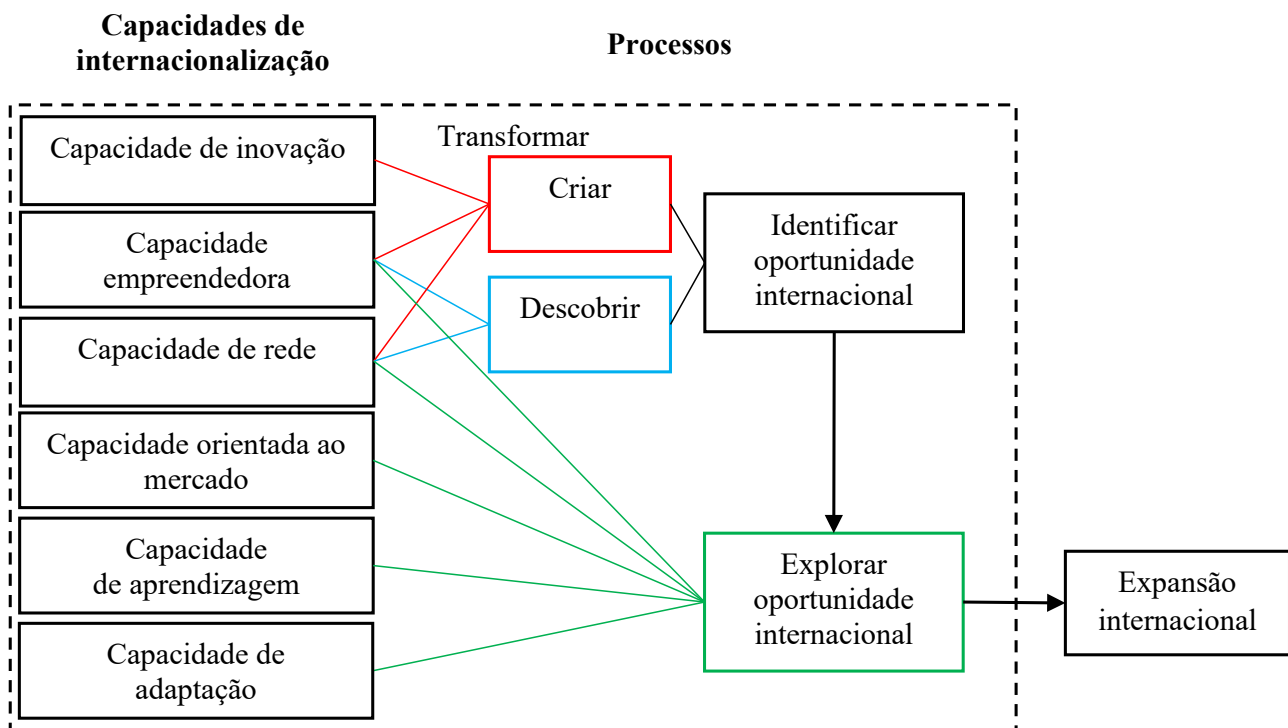 Capacidades de
internacionalização
Processos
Capacidade de inovação
Capacidade
empreendedora
Capacidade de rede
Capacidade orientada ao
mercado
Capacidade
de aprendizagem
Capacidade de
adaptação
Transformar
Criar
Descobrir
Identificar
oportunidade
internacional
Explorar
oportunidade
internacional
Expansão
internacional